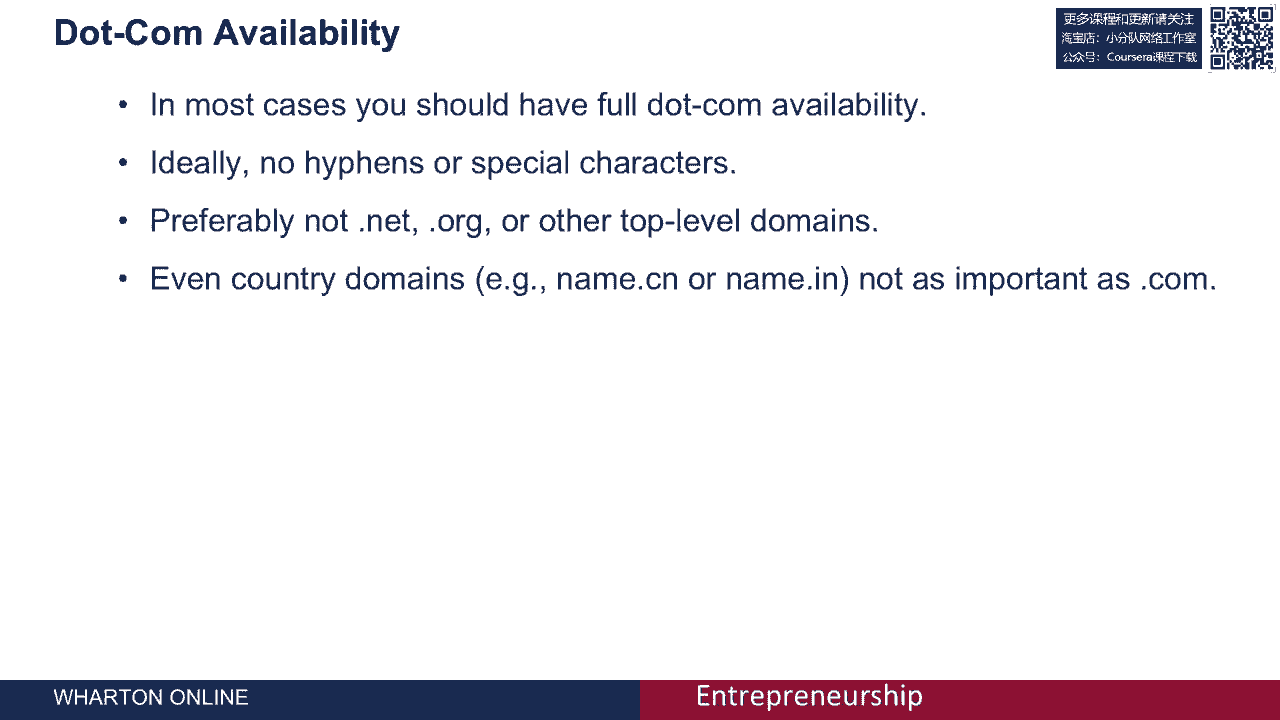 Dot-Com Availability
更多课程和更新请关注
淘宝店：小分队网络工作室
公众号：Coursera课程下载
• In most cases you should have full dot-com availability.
• Ideally, no hyphens or special characters.
• Preferably not .net, .org, or other top-level domains.
• Even country domains (e.g., name.cn or name.in) not as important as .com.
WHARTON ONLINE
Entrepreneurship